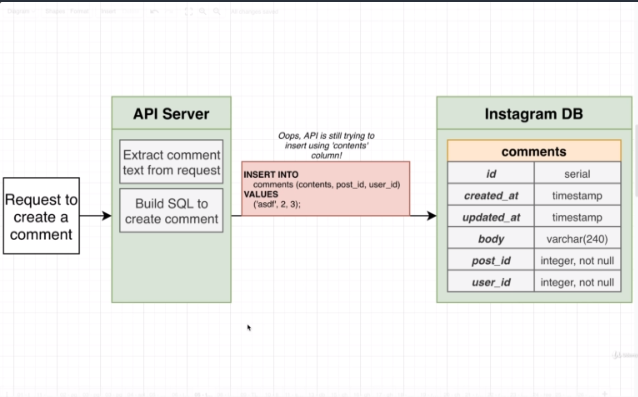 API Server
Extract comment
text from request
Build SQL to
create comment
Request to
create a
comment
Oops, API is still trying to
insert using 'contents'
column!
INSERT INTO
comments (contents, post_id, user_id)
VALUES
('asdf', 2, 3);
Instagram DB
comments
id serial
created_at timestamp
updated_at timestamp
body varchar(240)
post_id integer, not null
user_id integer, not null